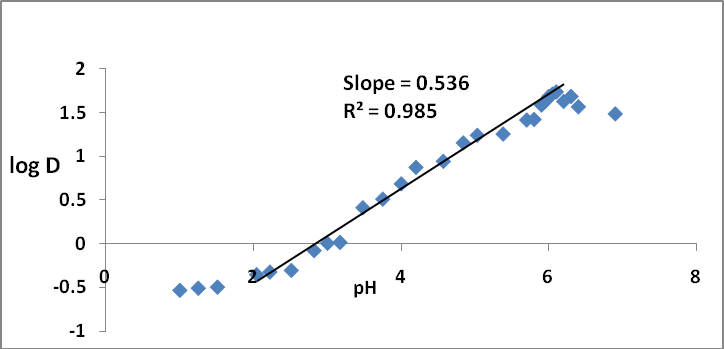 2
Slope = 0.536
1.5
R² = 0.985
1
log D
0.5
0
0 2 4 6 8
pH
-0.5
-1